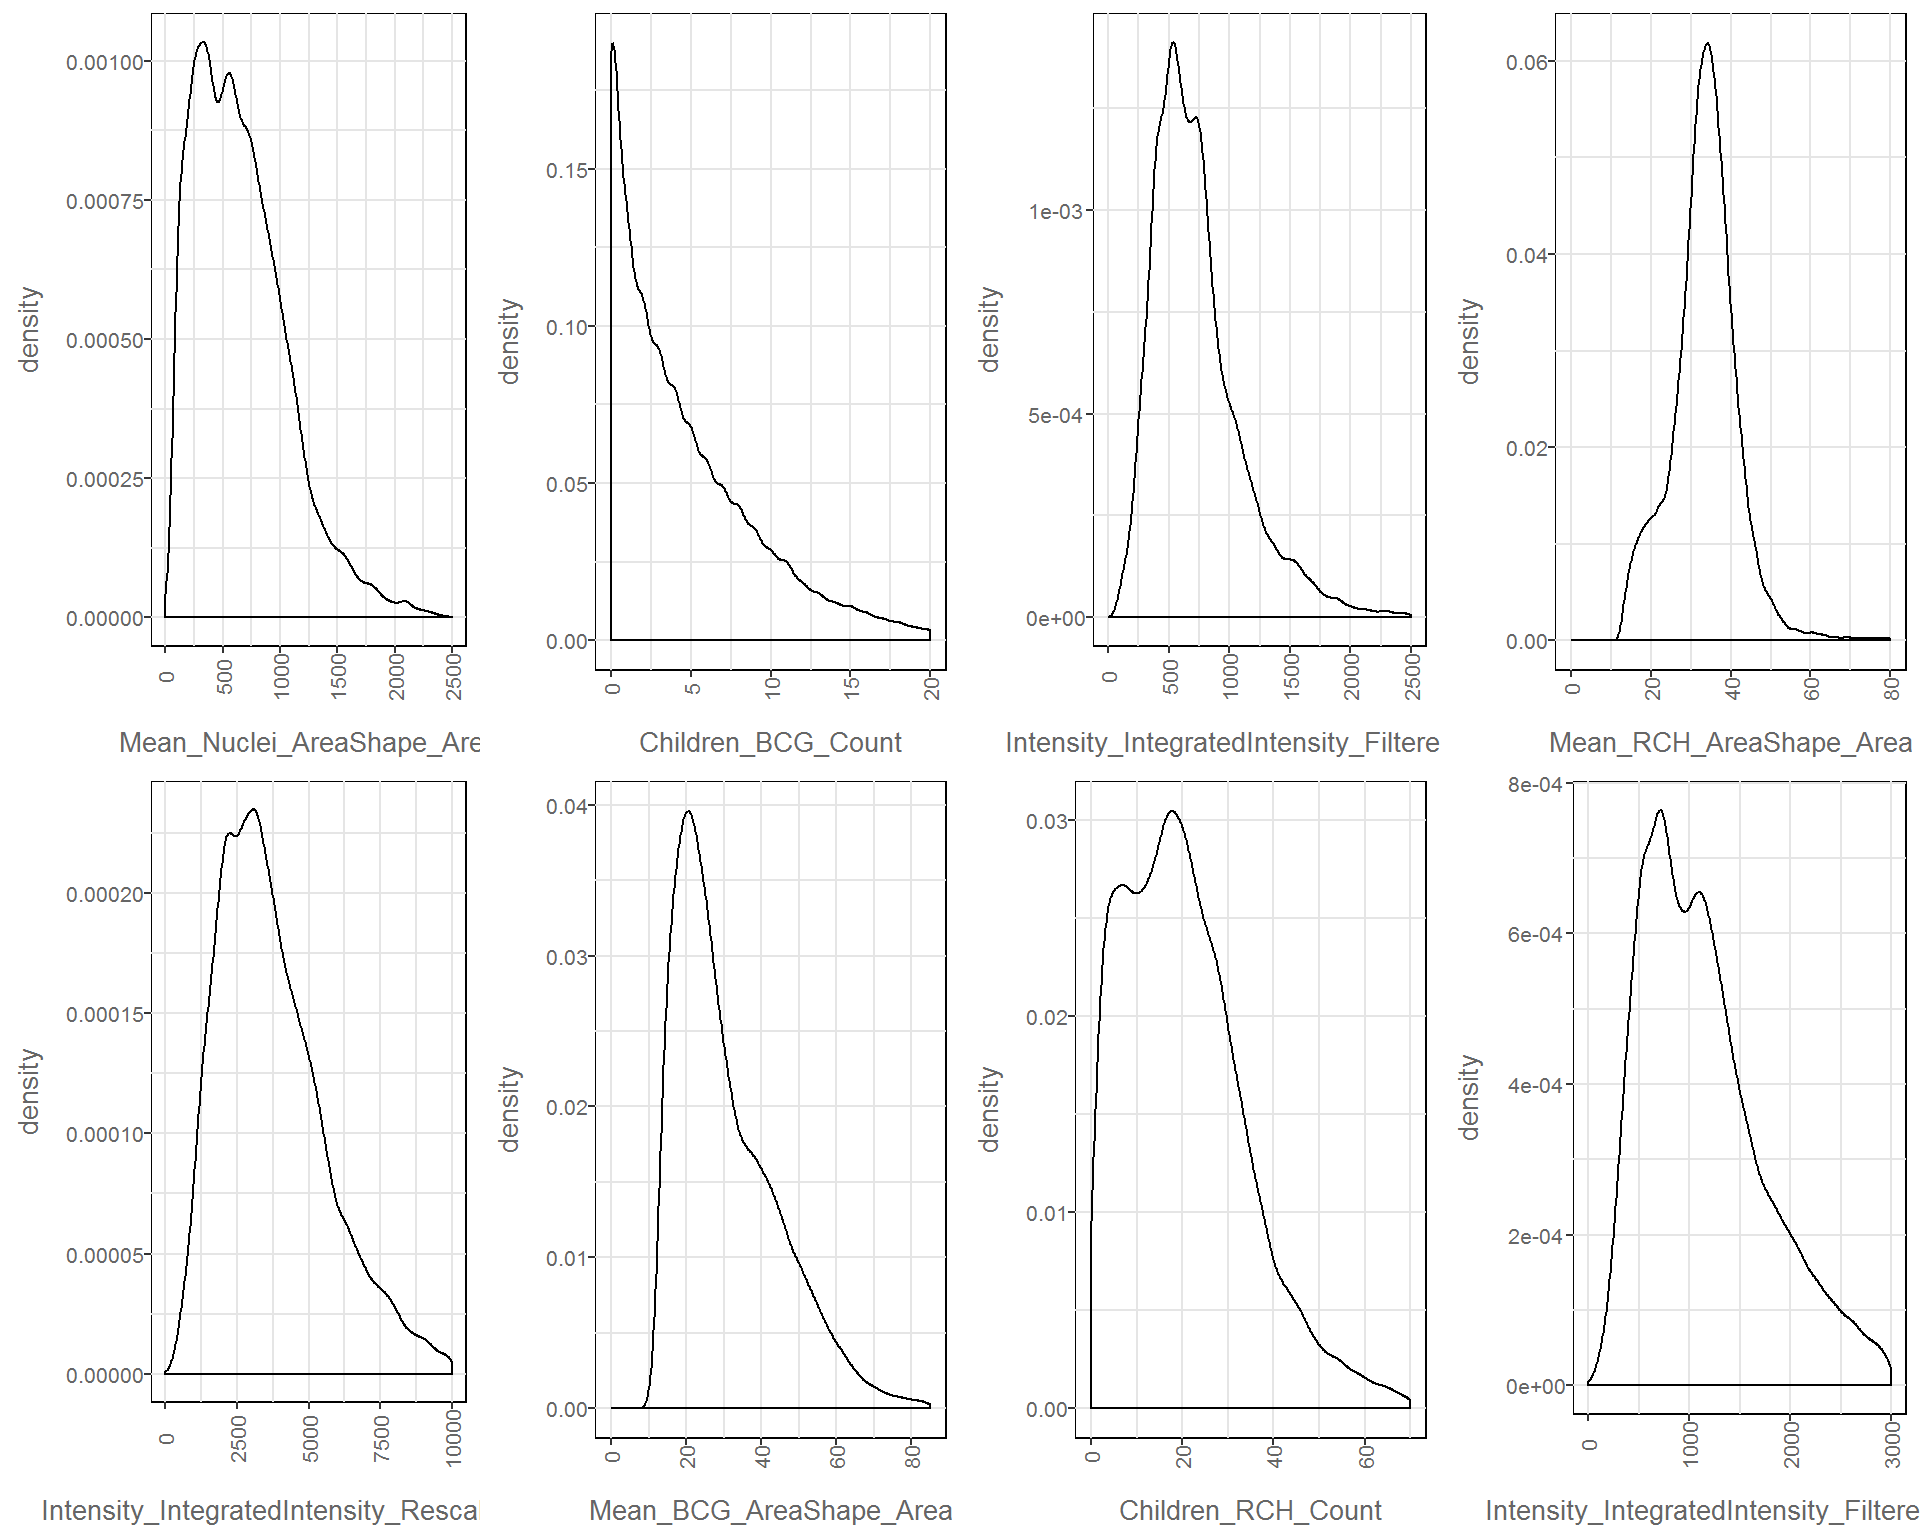 density
0.00100
0.00075
0.00050
0.00025
0.00000
0
500
1000
1500
2000
2500
Mean_Nuclei_AreaShape_Are
density
0.15
0.10
0.05
0.00
0
5
10
15
20
Children_BCG_Count
density
1e-03
5e-04
0e+00
0
500
1000
1500
2000
2500
Intensity_IntegratedIntensity_Filtere
density
0.06
0.04
0.02
0.00
0
20
40
60
80
Mean_RCH_AreaShape_Area
density
0.00020
0.00015
0.00010
0.00005
0.00000
0
2500
5000
7500
10000
Intensity_IntegratedIntensity_Resca
density
0.04
0.03
0.02
0.01
0.00
0
20
40
60
80
Mean_BCG_AreaShape_Area
density
0.03
0.02
0.01
0.00
0
20
40
60
Children_RCH_Count
density
8e-04
6e-04
4e-04
2e-04
0e+00
0
1000
2000
3000
Intensity_IntegratedIntensity_Filtere